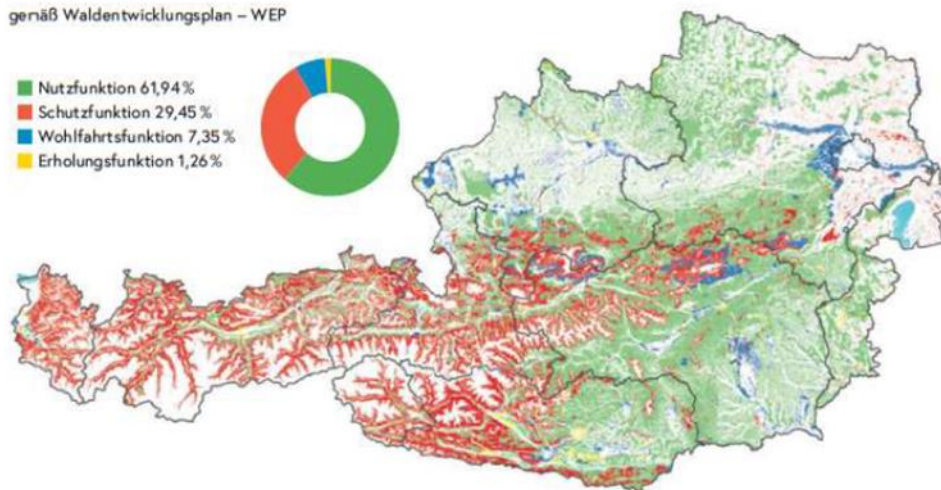 gemäß Waldentwicklungsplan – WEP
Nutzfunktion 61,94 %
Schutzfunktion 29,45 %
Wohlfahrtsfunktion 7,35 %
Erholungsfunktion 1,26 %